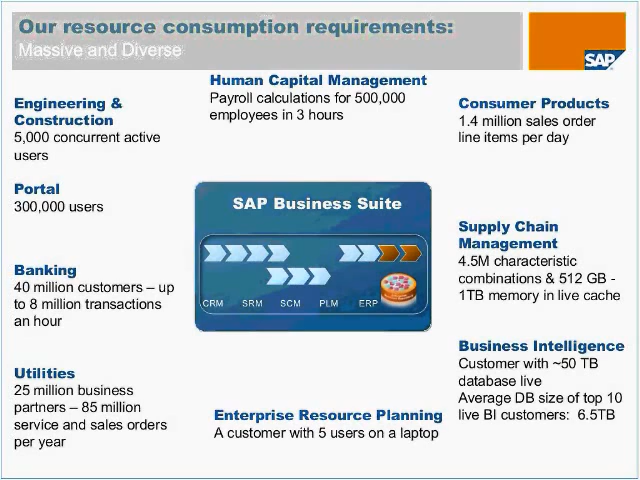 Our resource consumption requirements:
Massive and Diverse
SAP
Human Capital Management
Payroll calculations for 500,000
employees in 3 hours
Engineering &
Construction
5,000 concurrent active
users
Consumer Products
1.4 million sales order
line items per day
Portal
300,000 users
SAP Business Suite
CRM SRM SCM PLM ERP
Supply Chain
Management
4.5M characteristic
combinations & 512 GB -
1TB memory in live cache
Banking
40 million customers – up
to 8 million transactions
an hour
Business Intelligence
Customer with ~50 TB
database live
Average DB size of top 10
live BI customers: 6.5TB
Utilities
25 million business
partners – 85 million
service and sales orders
per year
Enterprise Resource Planning
A customer with 5 users on a laptop